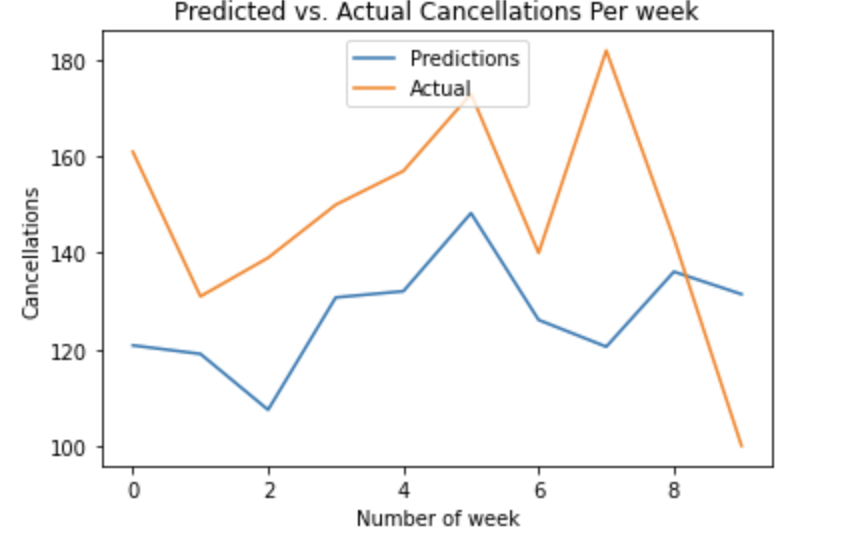 Predicted vs. Actual Cancellations Per week
180
160
140
120
100
Cancellations
Predictions
Actual
0 2 4 6 8
Number of week